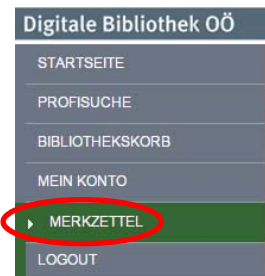 Digitale Bibliothek OÖ
STARTSEITE
PROFISUCHE
BIBLIOTHEKSKORB
MEIN KONTO
MERKZETTEL
LOGOUT